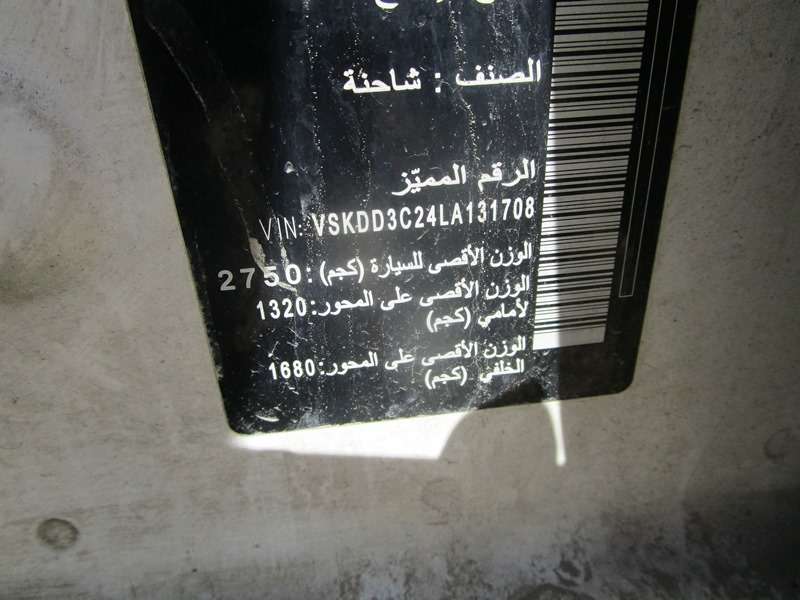 الصنف : شاحنة
الرقم المميّز
VIN: VSKDD3C24LA131708
الوزن الأقصى للسيارة (كجم): 2750
الوزن الأقصى على المحور: 1320
لأمامي (كجم)
الوزن الأقصى على المحور: 1680
الخلفي (كجم)